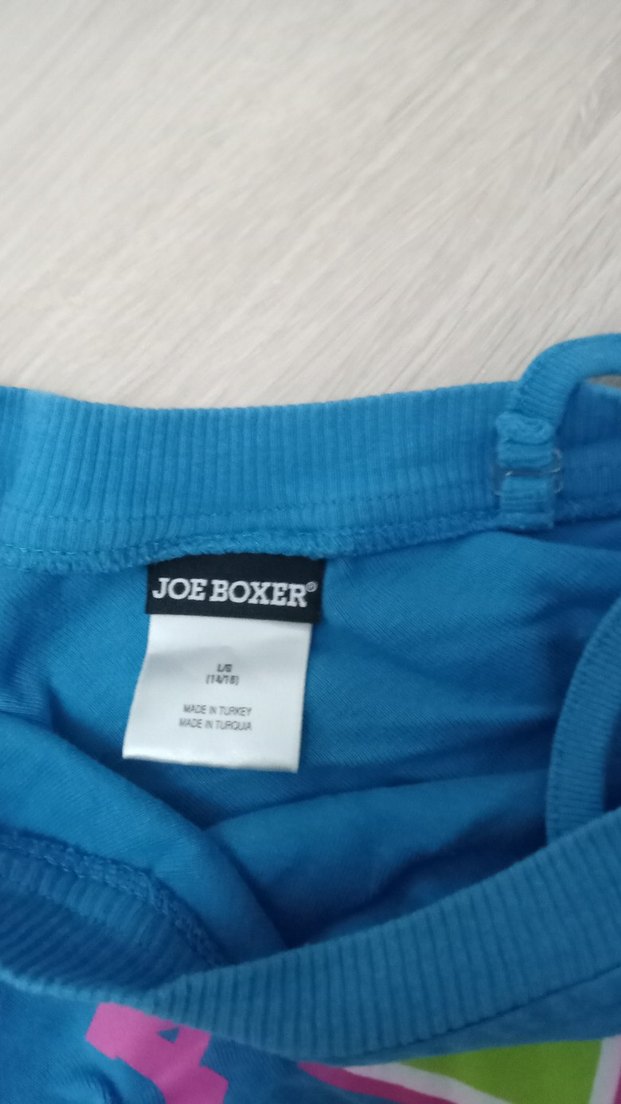 JOE BOXER®
L/G
(14/16)
MADE IN TURKEY
MADE IN TURQUIA